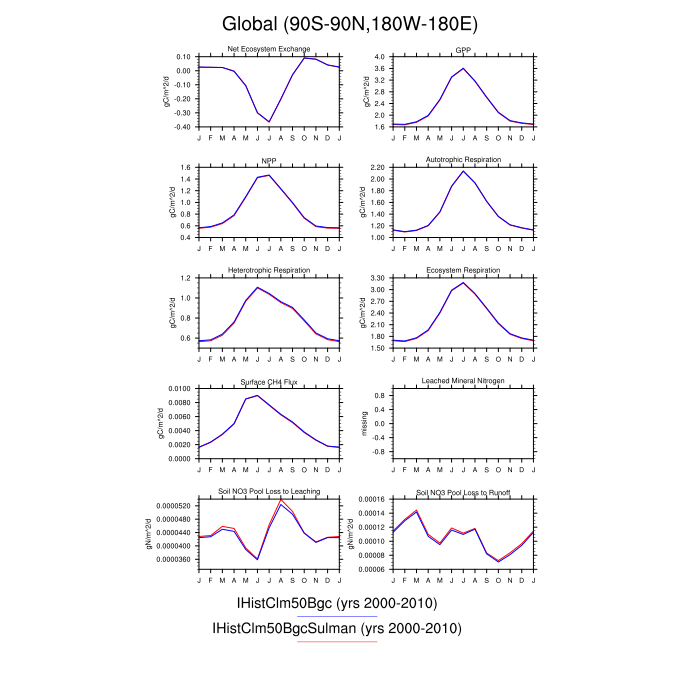 Global (90S-90N,180W-180E)
Net Ecosystem Exchange
gC/m^2/d
0.10
0.00
-0.10
-0.20
-0.30
-0.40
J F M A M J J A S O N D J
GPP
gC/m^2/d
4.0
3.6
3.2
2.8
2.4
2.0
1.6
J F M A M J J A S O N D J
NPP
gC/m^2/d
1.6
1.4
1.2
1.0
0.8
0.6
0.4
J F M A M J J A S O N D J
Autotrophic Respiration
gC/m^2/d
2.20
2.00
1.80
1.60
1.40
1.20
1.00
J F M A M J J A S O N D J
Heterotrophic Respiration
gC/m^2/d
1.2
1.0
0.8
0.6
J F M A M J J A S O N D J
Ecosystem Respiration
gC/m^2/d
3.30
3.00
2.70
2.40
2.10
1.80
1.50
J F M A M J J A S O N D J
Surface CH4 Flux
gC/m^2/d
0.0100
0.0080
0.0060
0.0040
0.0020
0.0000
J F M A M J J A S O N D J
Leached Mineral Nitrogen
missing
0.8
0.4
0.0
-0.4
-0.8
J F M A M J J A S O N D J
Soil NO3 Pool Loss to Leaching
gN/m^2/d
0.0000520
0.0000480
0.0000440
0.0000400
0.0000360
J F M A M J J A S O N D J
Soil NO3 Pool Loss to Runoff
gN/m^2/d
0.00016
0.00014
0.00012
0.00010
0.00008
0.00006
J F M A M J J A S O N D J
IHistClm50Bgc (yrs 2000-2010)
IHistClm50BgcSulman (yrs 2000-2010)